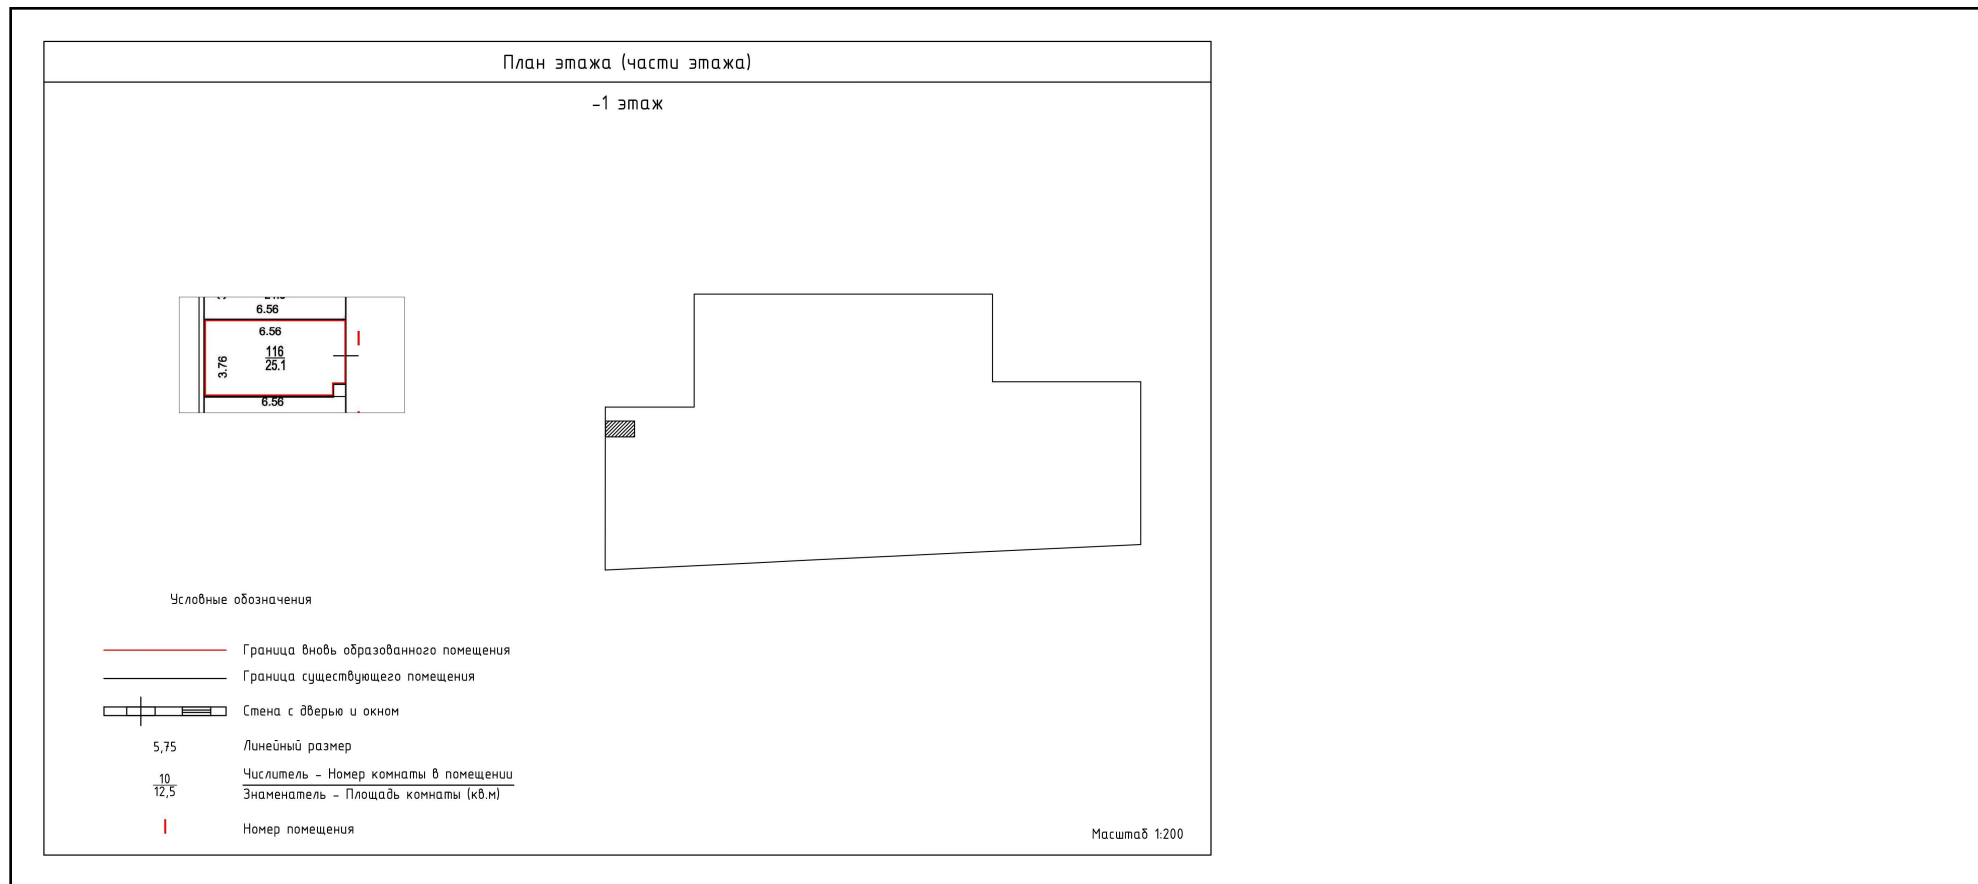 План этажа (части этажа)
-1 этаж
6.56
6.56
116
25.1
3.76
6.56
Условные обозначения
Граница вновь образованного помещения
Граница существующего помещения
Стена с дверью и окном
5,75 Линейный размер
10 Числитель - Номер комнаты в помещении
12,5 Знаменатель - Площадь комнаты (кв.м)
I Номер помещения
Масштаб 1:200